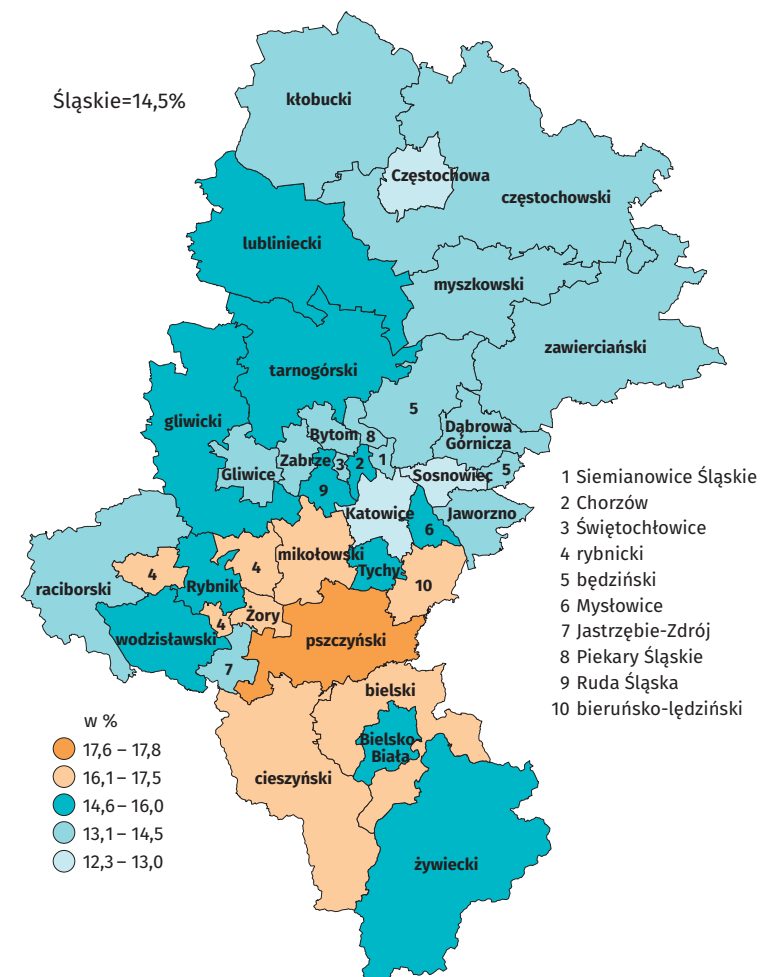 Śląskie=14,5%
kłobucki
Częstochowa
częstochowski
lubliniecki
myszkowski
zawierciański
tarnogórski
5
gliwicki
Bytom
8
Dąbrowa
Górnicza
Gliwice
Zabrze
3
2
1
Sosnowiec
5
9
Katowice
6
Jaworzno
mikołowski
4
4
Tychy
10
raciborski
Rybnik
Żory
4
wodzisławski
pszczyński
7
bielski
Bielsko-
Biała
cieszyński
żywiecki
1 Siemianowice Śląskie
2 Chorzów
3 Świętochłowice
4 rybnicki
5 będziński
6 Mysłowice
7 Jastrzębie-Zdrój
8 Piekary Śląskie
9 Ruda Śląska
10 bieruńsko-lędziński
w %
17,6 – 17,8
16,1 – 17,5
14,6 – 16,0
13,1 – 14,5
12,3 – 13,0